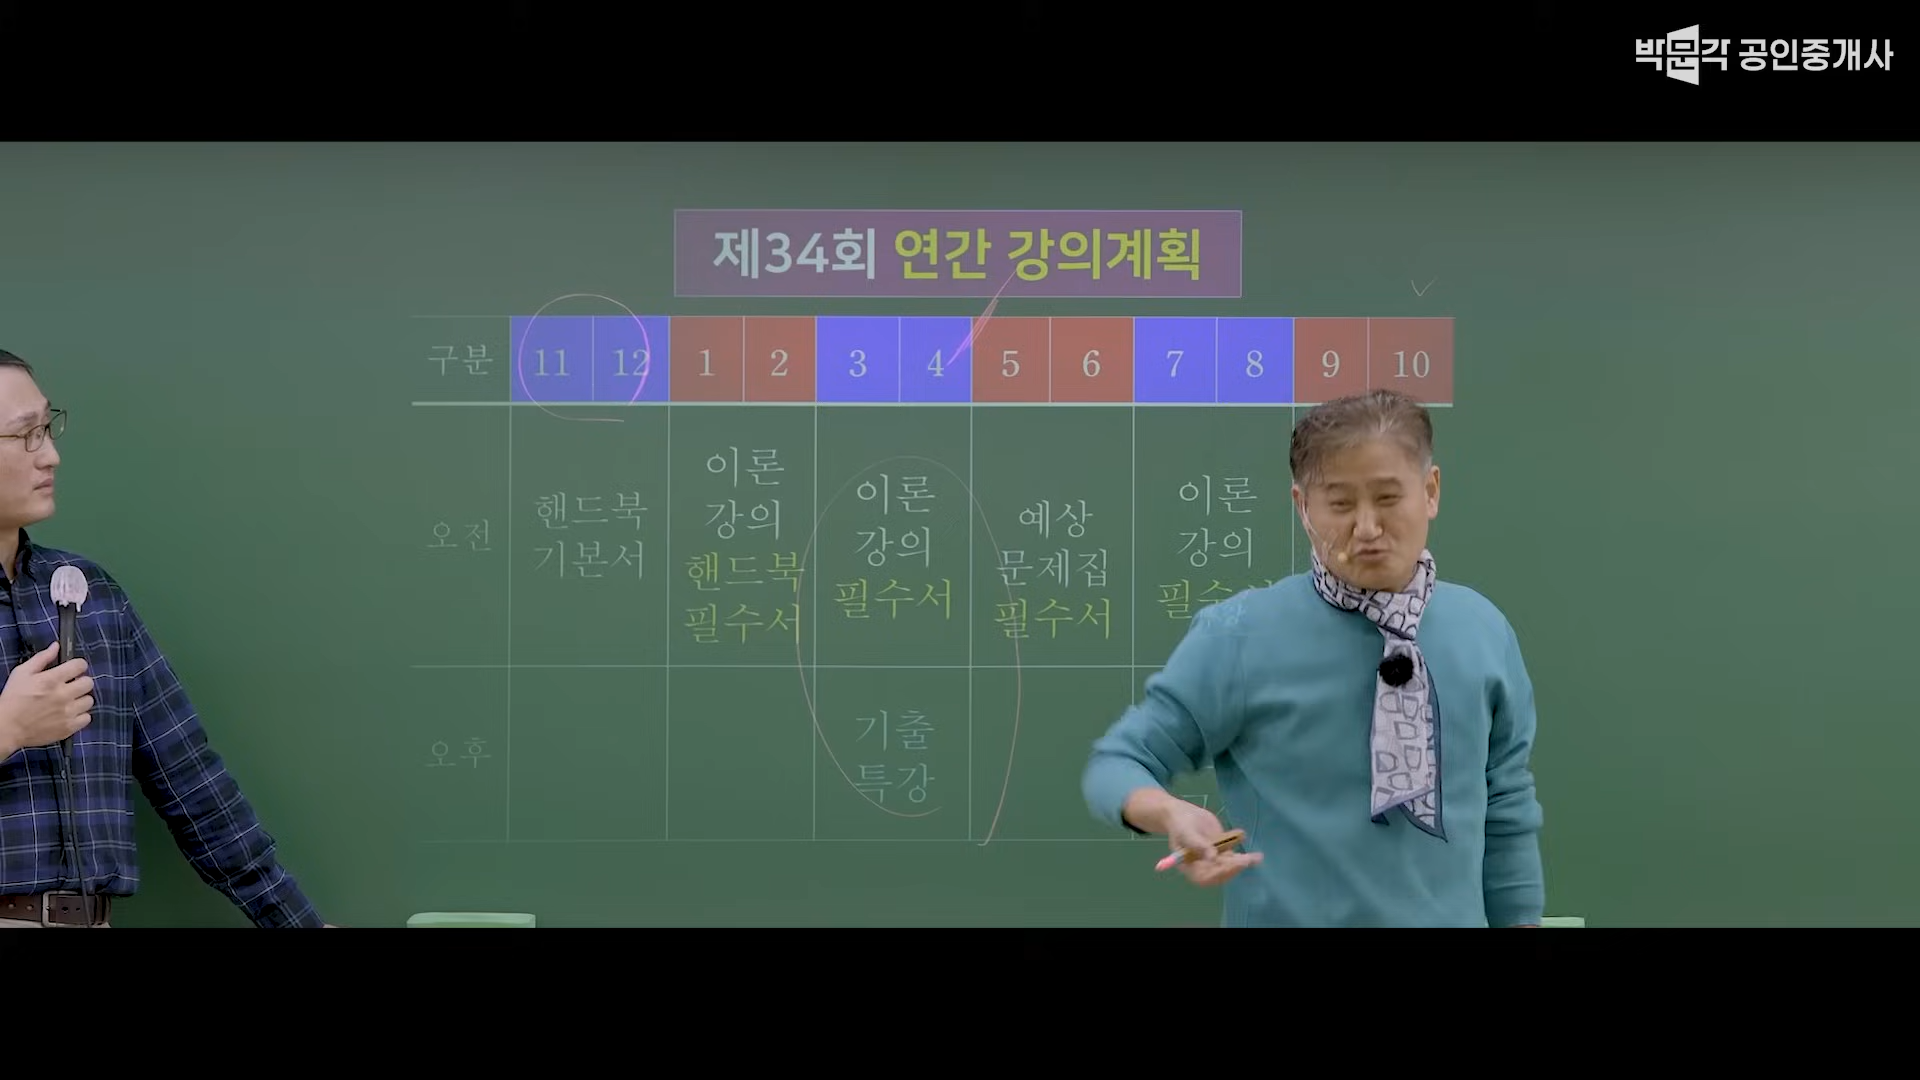 박문각 공인중개사
제34회 연간 강의계획
구분 11 12 1 2 3 4 5 6 7 8 9 10
오전
핸드북
기본서
이론
강의
핸드북
필수서
이론
강의
필수서
예상
문제집
필수서
이론
강의
필수
오후
기출
특강